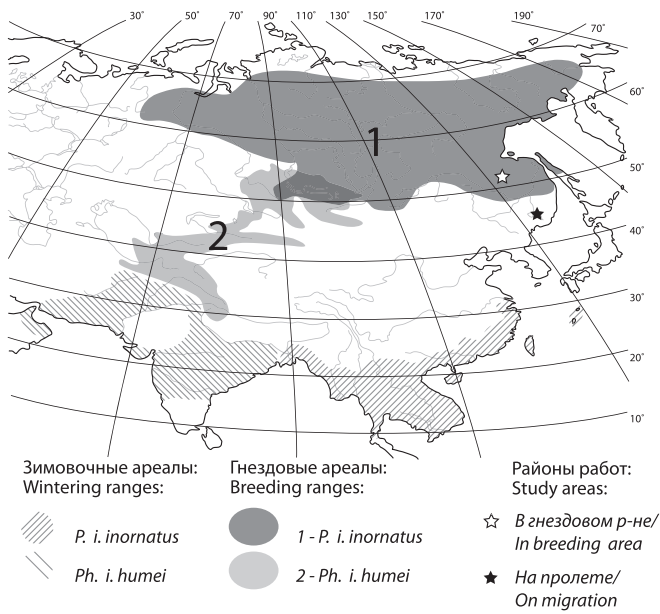 30° 50° 70° 90° 110° 130° 150° 170° 190° 70°
60°
50°
40°
30°
20°
10°
1
2
Зимовочные ареалы:
Wintering ranges:
P. i. inornatus
Ph. i. humei
Гнездовые ареалы:
Breeding ranges:
1 - P. i. inornatus
2 - Ph. i. humei
Районы работ:
Study areas:
В гнездовом р-не/
In breeding area
На пролете/
On migration